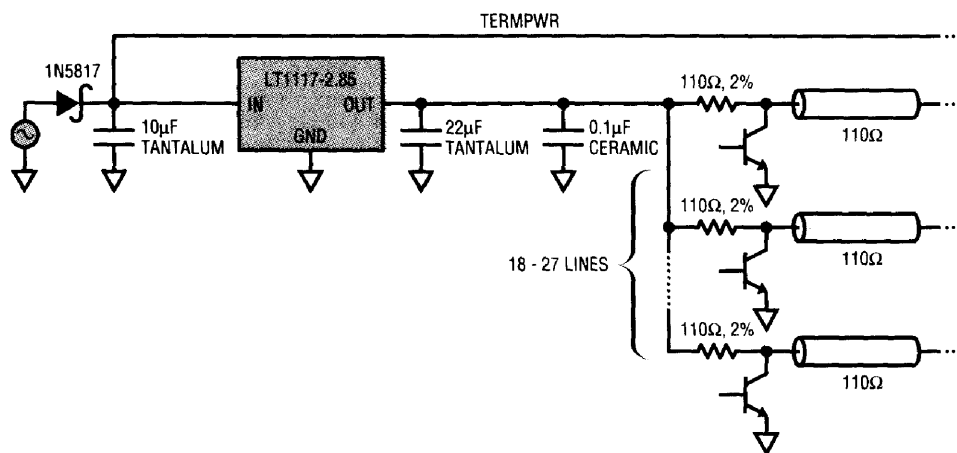 TERMPWR
1N5817
LT1117-2.85
IN OUT
GND
10µF
TANTALUM
22µF
TANTALUM
0.1µF
CERAMIC
110Ω, 2%
110Ω
110Ω, 2%
110Ω
18 - 27 LINES
110Ω, 2%
110Ω